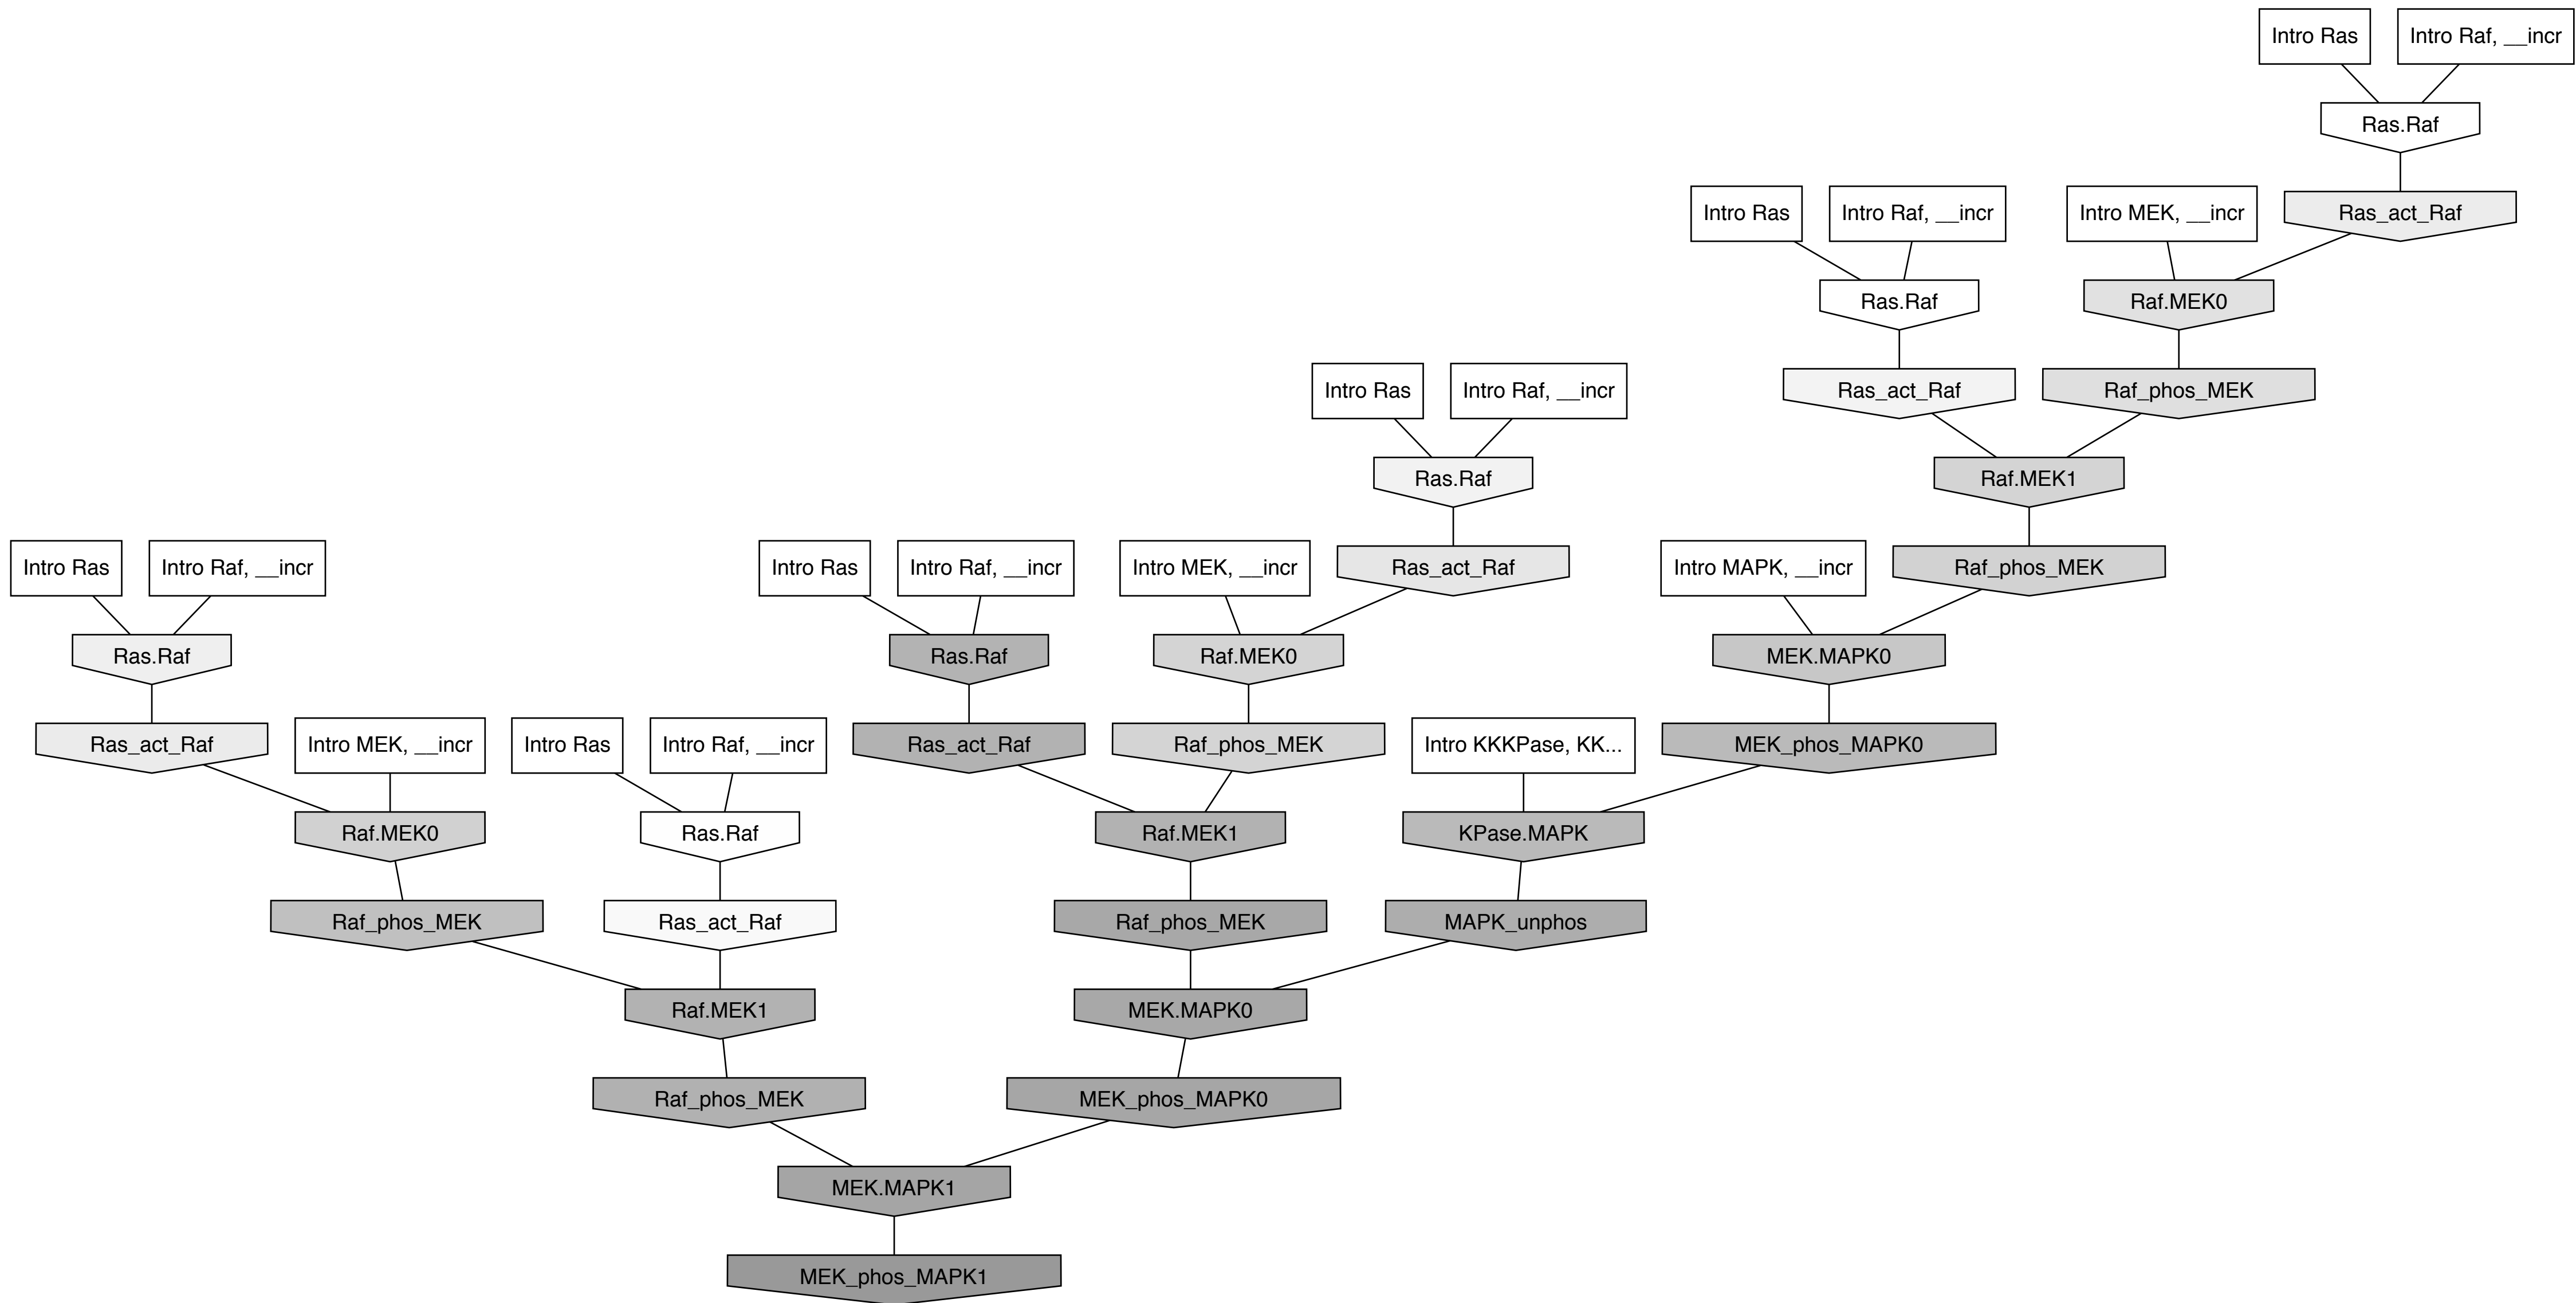 Intro Ras
Intro Raf, __incr
Ras.Raf
Intro Ras
Intro Raf, __incr
Intro MEK, __incr
Ras_act_Raf
Ras.Raf
Raf.MEK0
Intro Ras
Intro Raf, __incr
Ras_act_Raf
Raf_phos_MEK
Ras.Raf
Raf.MEK1
Intro Ras
Intro Raf, __incr
Intro Ras
Intro Raf, __incr
Intro MEK, __incr
Ras_act_Raf
Intro MAPK, __incr
Raf_phos_MEK
Ras.Raf
Ras.Raf
Raf.MEK0
MEK.MAPK0
Ras_act_Raf
Intro MEK, __incr
Intro Ras
Intro Raf, __incr
Ras_act_Raf
Raf_phos_MEK
Intro KKKPase, KK...
MEK_phos_MAPK0
Raf.MEK0
Ras.Raf
Raf.MEK1
KPase.MAPK
Raf_phos_MEK
Ras_act_Raf
Raf_phos_MEK
MAPK_unphos
Raf.MEK1
MEK.MAPK0
Raf_phos_MEK
MEK_phos_MAPK0
MEK.MAPK1
MEK_phos_MAPK1